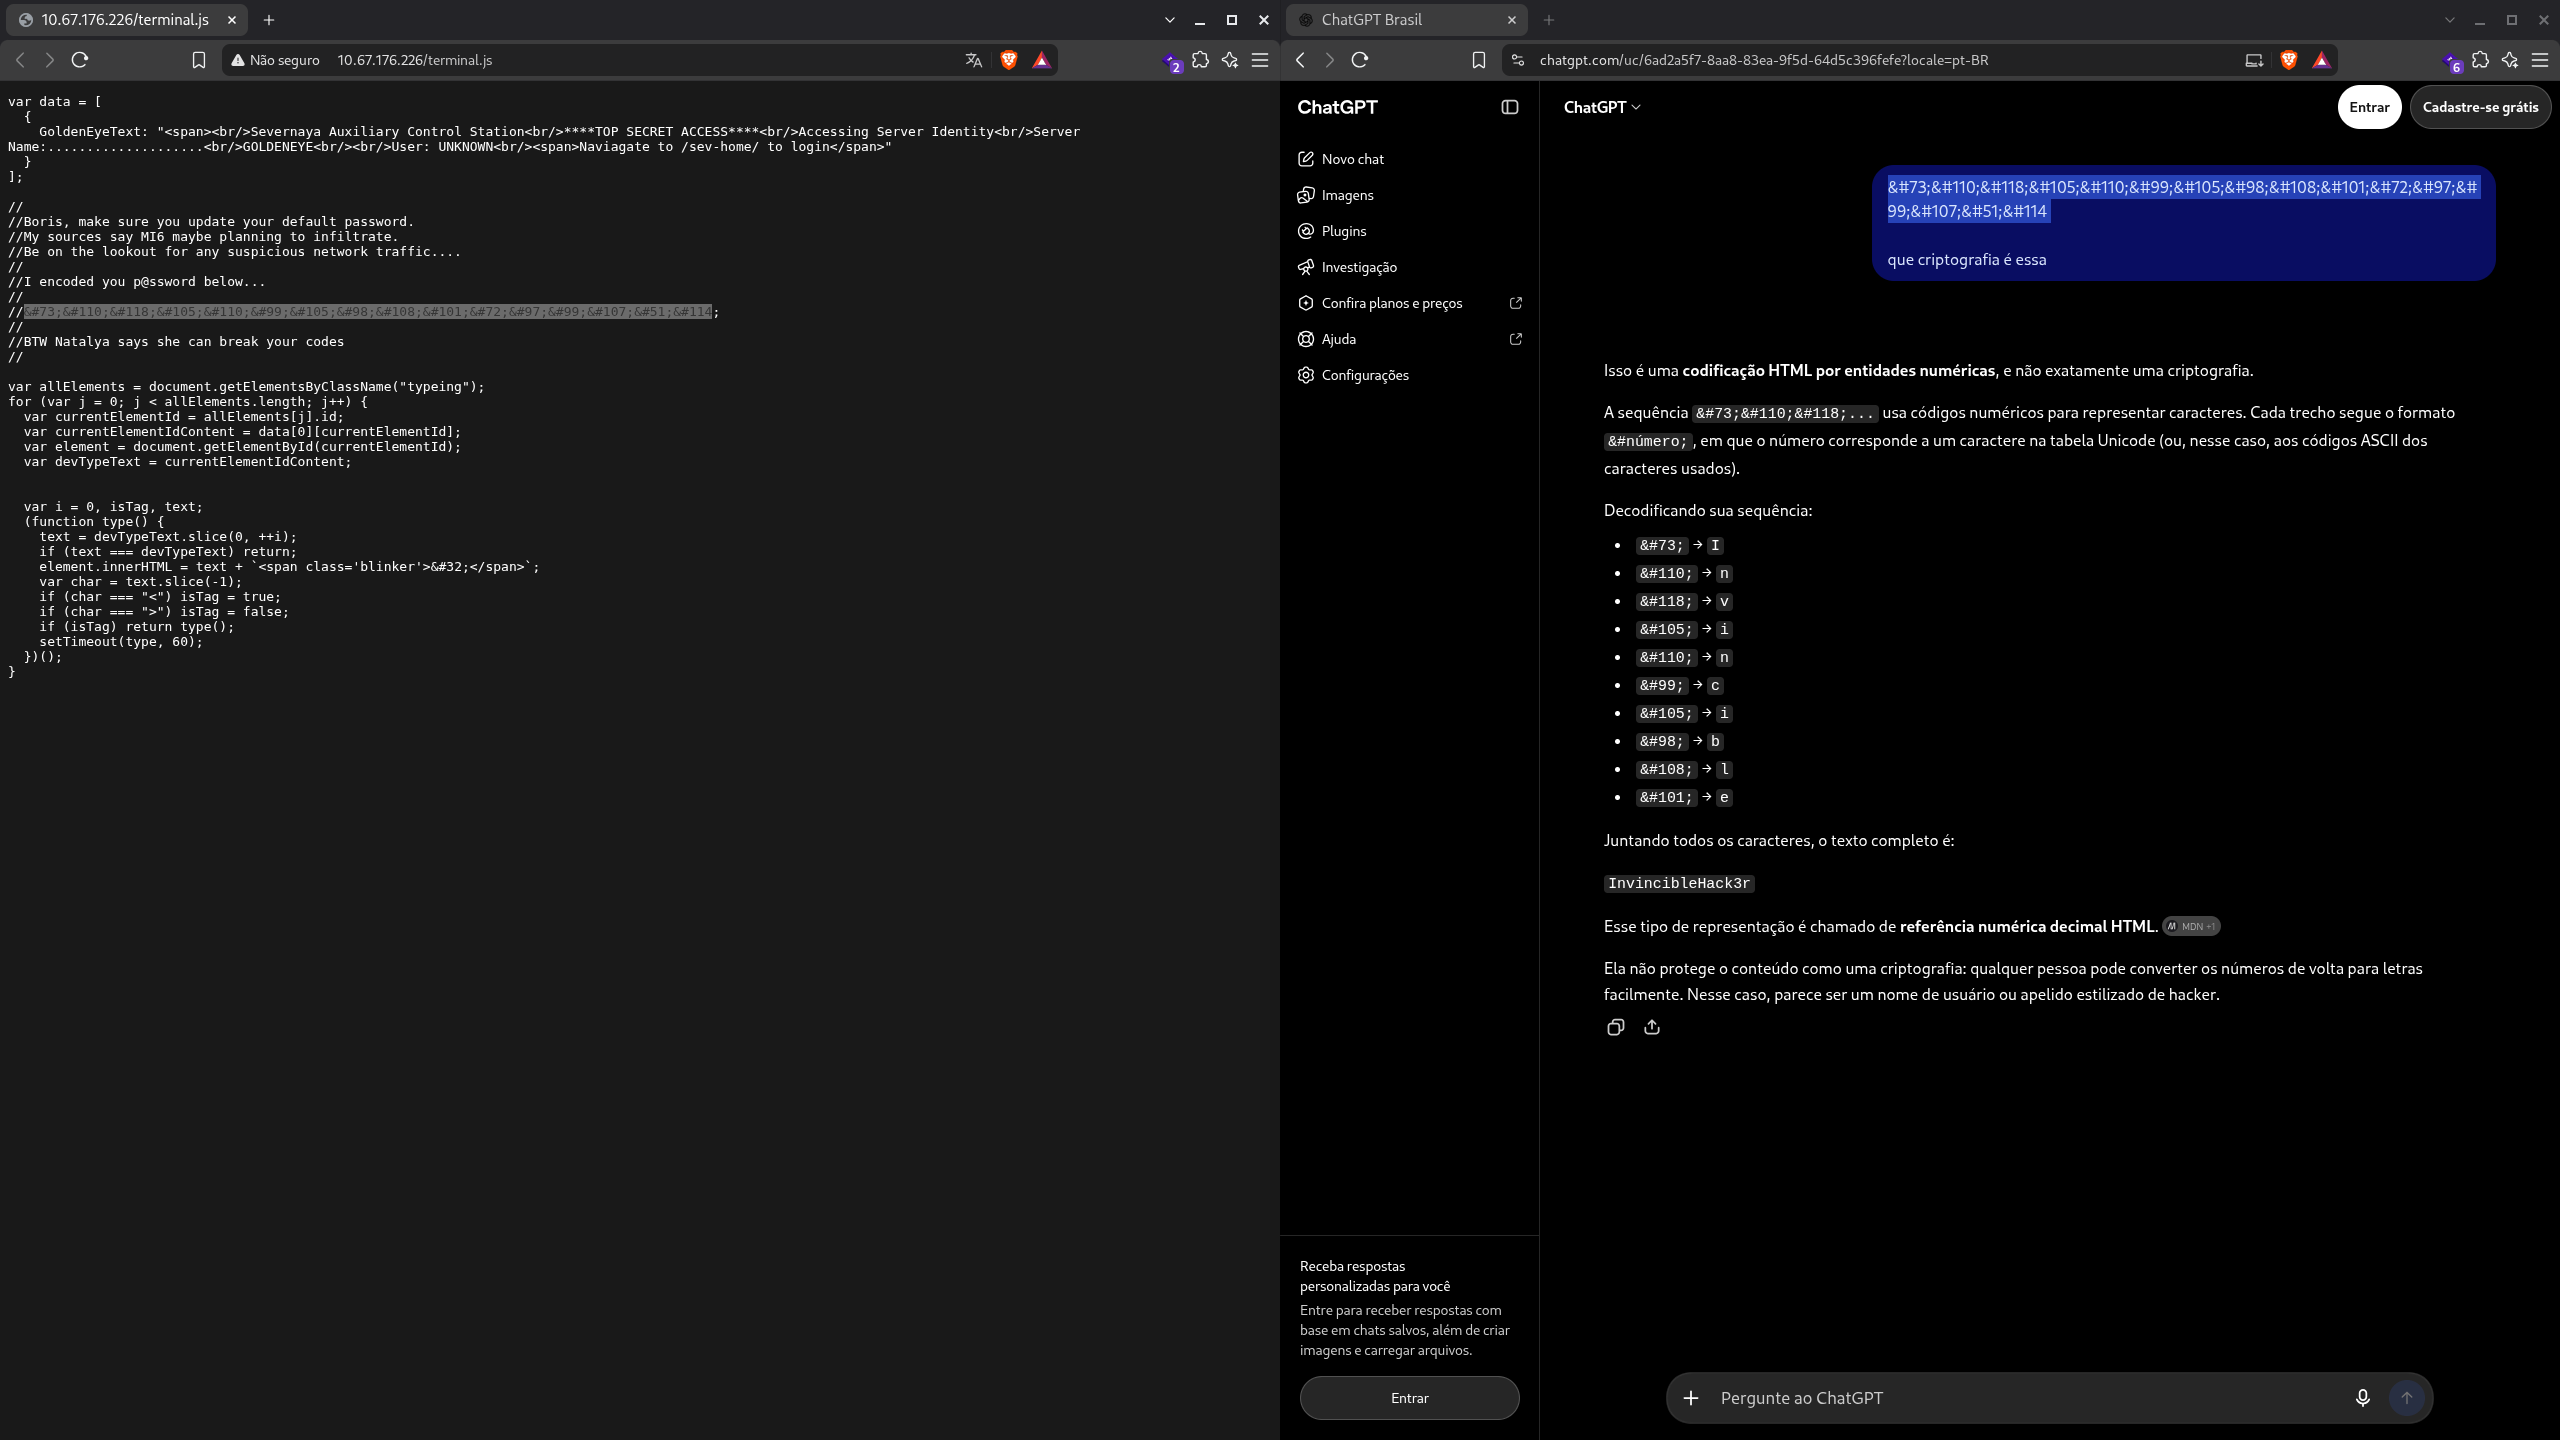 10.67.176.226/terminal.js
Não seguro 10.67.176.226/terminal.js
2
var data = [
  {
    GoldenEyeText: "<span><br/>Severnaya Auxiliary Control Station<br/>****TOP SECRET ACCESS****<br/>Accessing Server Identity<br/>Server
Name:....................<br/>GOLDENEYE<br/><br/>User: UNKNOWN<br/><span>Naviagate to /sev-home/ to login</span>"
  }
];
//
//Boris, make sure you update your default password.
//My sources say MI6 maybe planning to infiltrate.
//Be on the lookout for any suspicious network traffic....
//
//I encoded you p@ssword below...
//
//&#73;&#110;&#118;&#105;&#110;&#99;&#105;&#98;&#108;&#101;&#72;&#97;&#99;&#107;&#51;&#114;
//
//BTW Natalya says she can break your codes
//
var allElements = document.getElementsByClassName("typeing");
for (var j = 0; j < allElements.length; j++) {
  var currentElementId = allElements[j].id;
  var currentElementIdContent = data[0][currentElementId];
  var element = document.getElementById(currentElementId);
  var devTypeText = currentElementIdContent;
  var i = 0, isTag, text;
  (function type() {
    text = devTypeText.slice(0, ++i);
    if (text === devTypeText) return;
    element.innerHTML = text + `<span class='blinker'>&#32;</span>`;
    var char = text.slice(-1);
    if (char === "<") isTag = true;
    if (char === ">") isTag = false;
    if (isTag) return type();
    setTimeout(type, 60);
  })();
}
ChatGPT Brasil
chatgpt.com/uc/6ad2a5f7-8aa8-83ea-9f5d-64d5c396fefe?locale=pt-BR
6
ChatGPT
Novo chat
Imagens
Plugins
Investigação
Confira planos e preços
Ajuda
Configurações
Receba respostas
personalizadas para você
Entre para receber respostas com
base em chats salvos, além de criar
imagens e carregar arquivos.
Entrar
ChatGPT
Entrar
Cadastre-se grátis
&#73;&#110;&#118;&#105;&#110;&#99;&#105;&#98;&#108;&#101;&#72;&#97;&#
99;&#107;&#51;&#114
que criptografia é essa
Isso é uma codificação HTML por entidades numéricas, e não exatamente uma criptografia.
A sequência &#73;&#110;&#118;... usa códigos numéricos para representar caracteres. Cada trecho segue o formato
&#número;, em que o número corresponde a um caractere na tabela Unicode (ou, nesse caso, aos códigos ASCII dos
caracteres usados).
Decodificando sua sequência:
• &#73; → I
• &#110; → n
• &#118; → v
• &#105; → i
• &#110; → n
• &#99; → c
• &#105; → i
• &#98; → b
• &#108; → l
• &#101; → e
Juntando todos os caracteres, o texto completo é:
InvincibleHack3r
Esse tipo de representação é chamado de referência numérica decimal HTML. MDN +1
Ela não protege o conteúdo como uma criptografia: qualquer pessoa pode converter os números de volta para letras
facilmente. Nesse caso, parece ser um nome de usuário ou apelido estilizado de hacker.
Pergunte ao ChatGPT